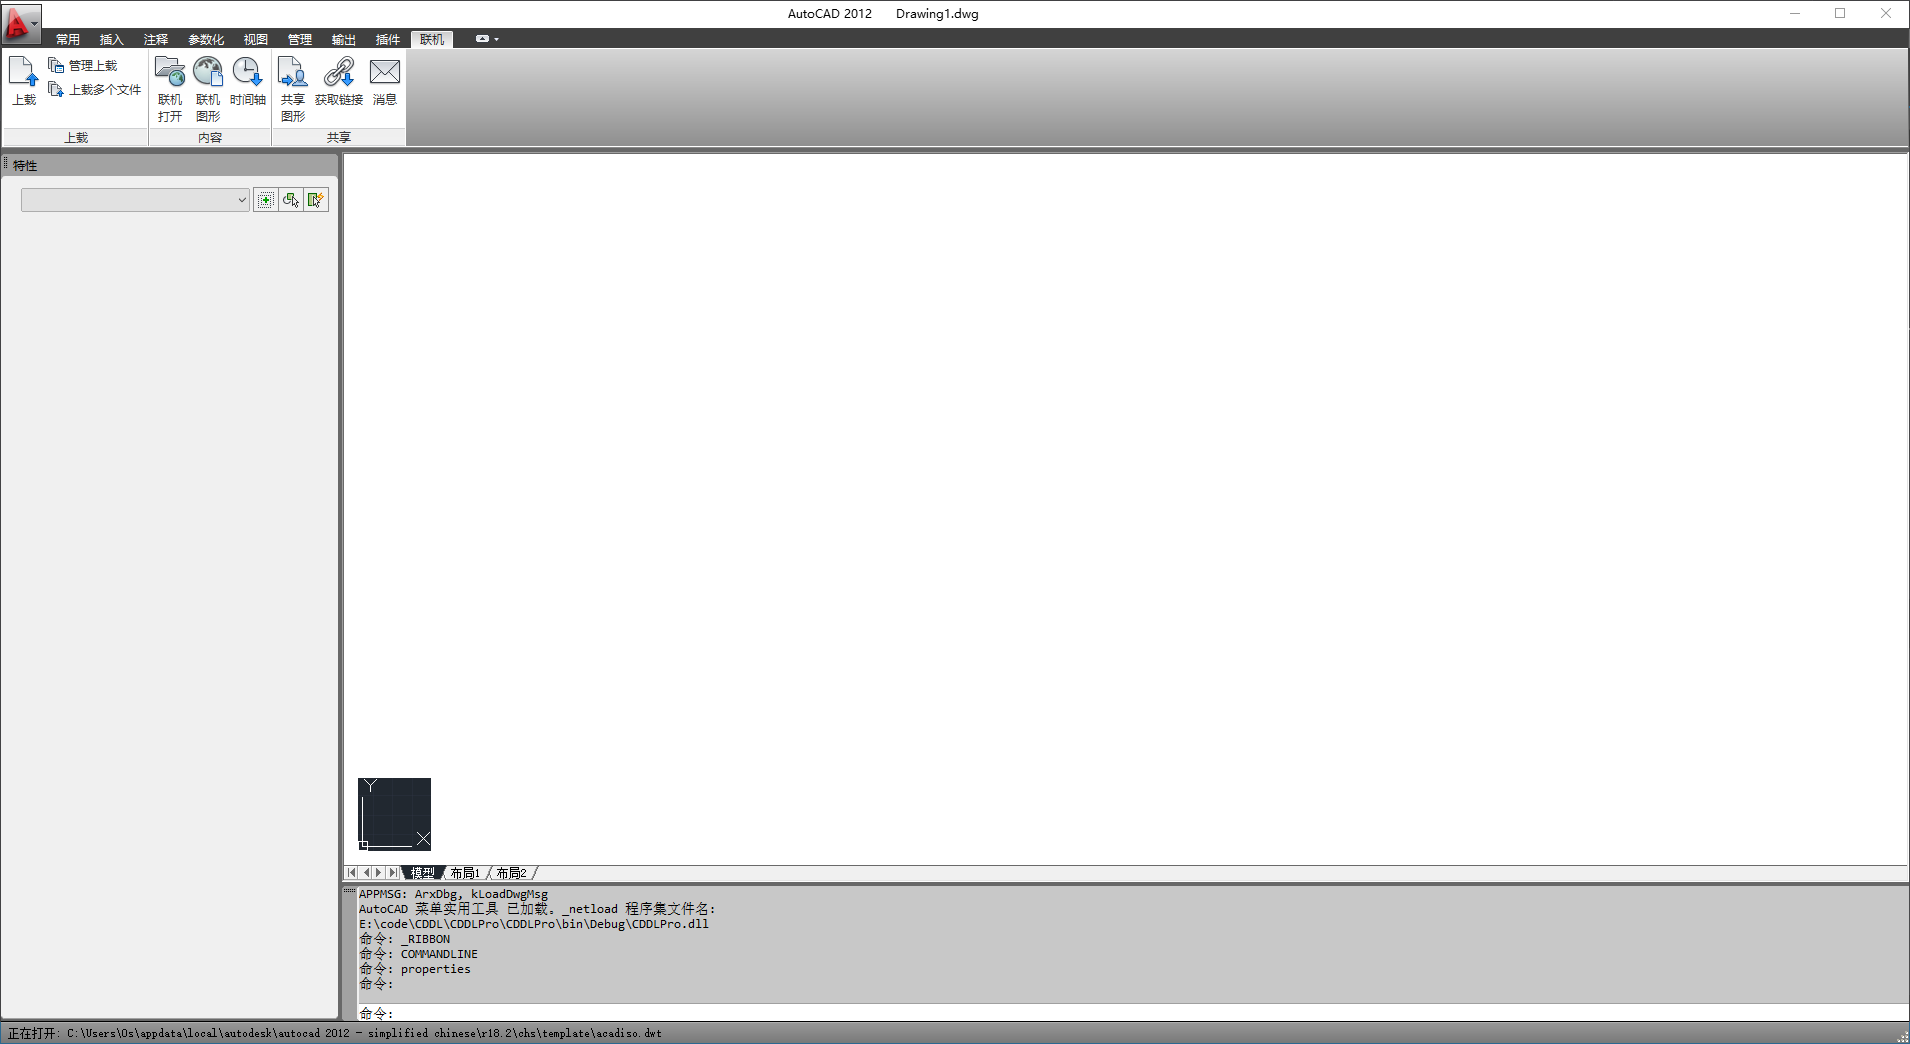 AutoCAD 2012 Drawing1.dwg
常用 插入 注释 参数化 视图 管理 输出 插件 联机
上载
管理上载
上载多个文件
联机
打开
联机
图形
时间轴
共享
图形
获取链接
消息
上载 内容 共享
特性
Y
X
模型 布局1 布局2
APPMSG: ArxDbg, kLoadDwgMsg
AutoCAD 菜单实用工具 已加载。_netload 程序集文件名:
E:\code\CDDL\CDDLPro\CDDLPro\bin\Debug\CDDLPro.dll
命令: _RIBBON
命令: COMMANDLINE
命令: properties
命令:
命令:
正在打开: C:\Users\Os\appdata\local\autodesk\autocad 2012 - simplified chinese\r18.2\chs\template\acadiso.dwt